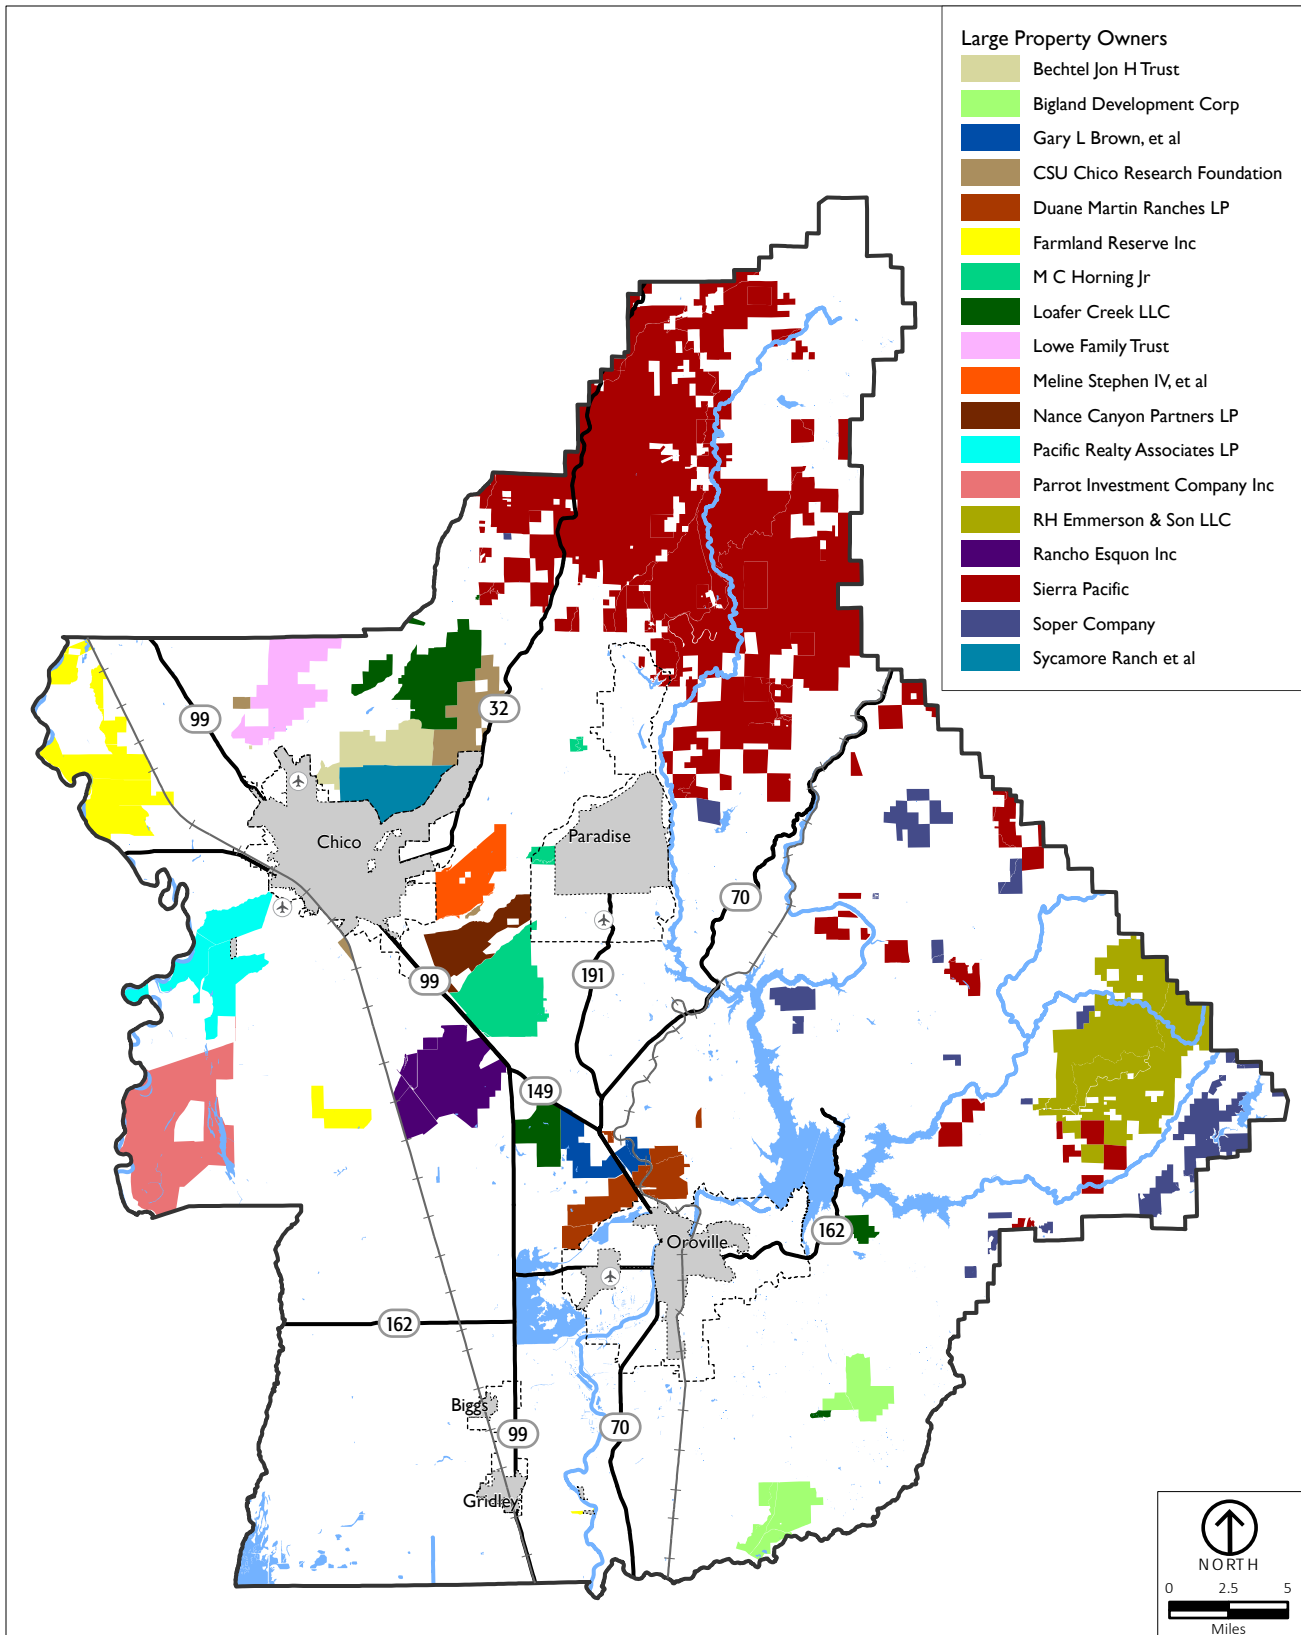 Large Property Owners
Bechtel Jon H Trust
Bigland Development Corp
Gary L Brown, et al
CSU Chico Research Foundation
Duane Martin Ranches LP
Farmland Reserve Inc
M C Horning Jr
Loafer Creek LLC
Lowe Family Trust
Meline Stephen IV, et al
Nance Canyon Partners LP
Pacific Realty Associates LP
Parrot Investment Company Inc
RH Emmerson & Son LLC
Rancho Esquon Inc
Sierra Pacific
Soper Company
Sycamore Ranch et al
99
32
Chico
Paradise
70
99
191
149
162
Oroville
162
Biggs
99
70
Gridley
NORTH
0 2.5 5
Miles